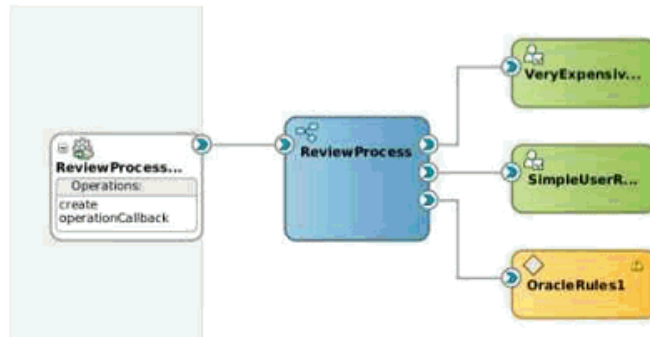 VeryExpensiv...
ReviewProcess...
Operations:
create
operationCallback
ReviewProcess
SimpleUserR...
OracleRules1